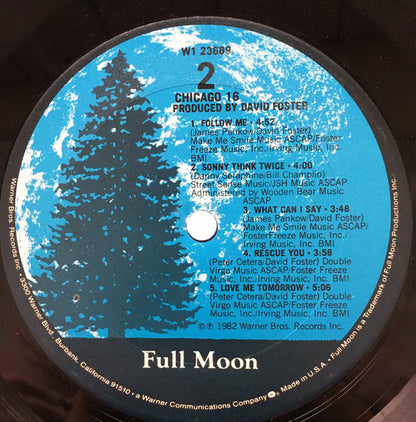 W1 23689
2
CHICAGO 16
PRODUCED BY DAVID FOSTER
1. FOLLOW ME • 4:52
(James Pankow/David Foster)
Make Me Smile Music ASCAP/Foster
Freeze Music, Inc./Irving Music, Inc.
BMI
2. SONNY THINK TWICE • 4:00
(Danny Seraphine/Bill Champlin)
Street Sense Music/JSH Music ASCAP
Administered by Wooden Bear Music
ASCAP
3. WHAT CAN I SAY • 3:48
(James Pankow/David Foster)
Make Me Smile Music ASCAP/
FosterFreeze Music, Inc./
Irving Music, Inc. BMI
4. RESCUE YOU • 3:56
(Peter Cetera/David Foster) Double
Virgo Music ASCAP/Foster Freeze
Music, Inc./Irving Music, Inc. BMI
5. LOVE ME TOMORROW • 5:06
(Peter Cetera/David Foster) Double
Virgo Music ASCAP/Foster Freeze
Music, Inc./Irving Music, Inc. BMI
©℗ 1982 Warner Bros. Records Inc.
Full Moon
Warner Bros. Records Inc. • 3300 Warner Blvd., Burbank, California 91510 • a Warner Communications Company • Made in U.S.A. • Full Moon is a Trademark of Full Moon Productions Inc.